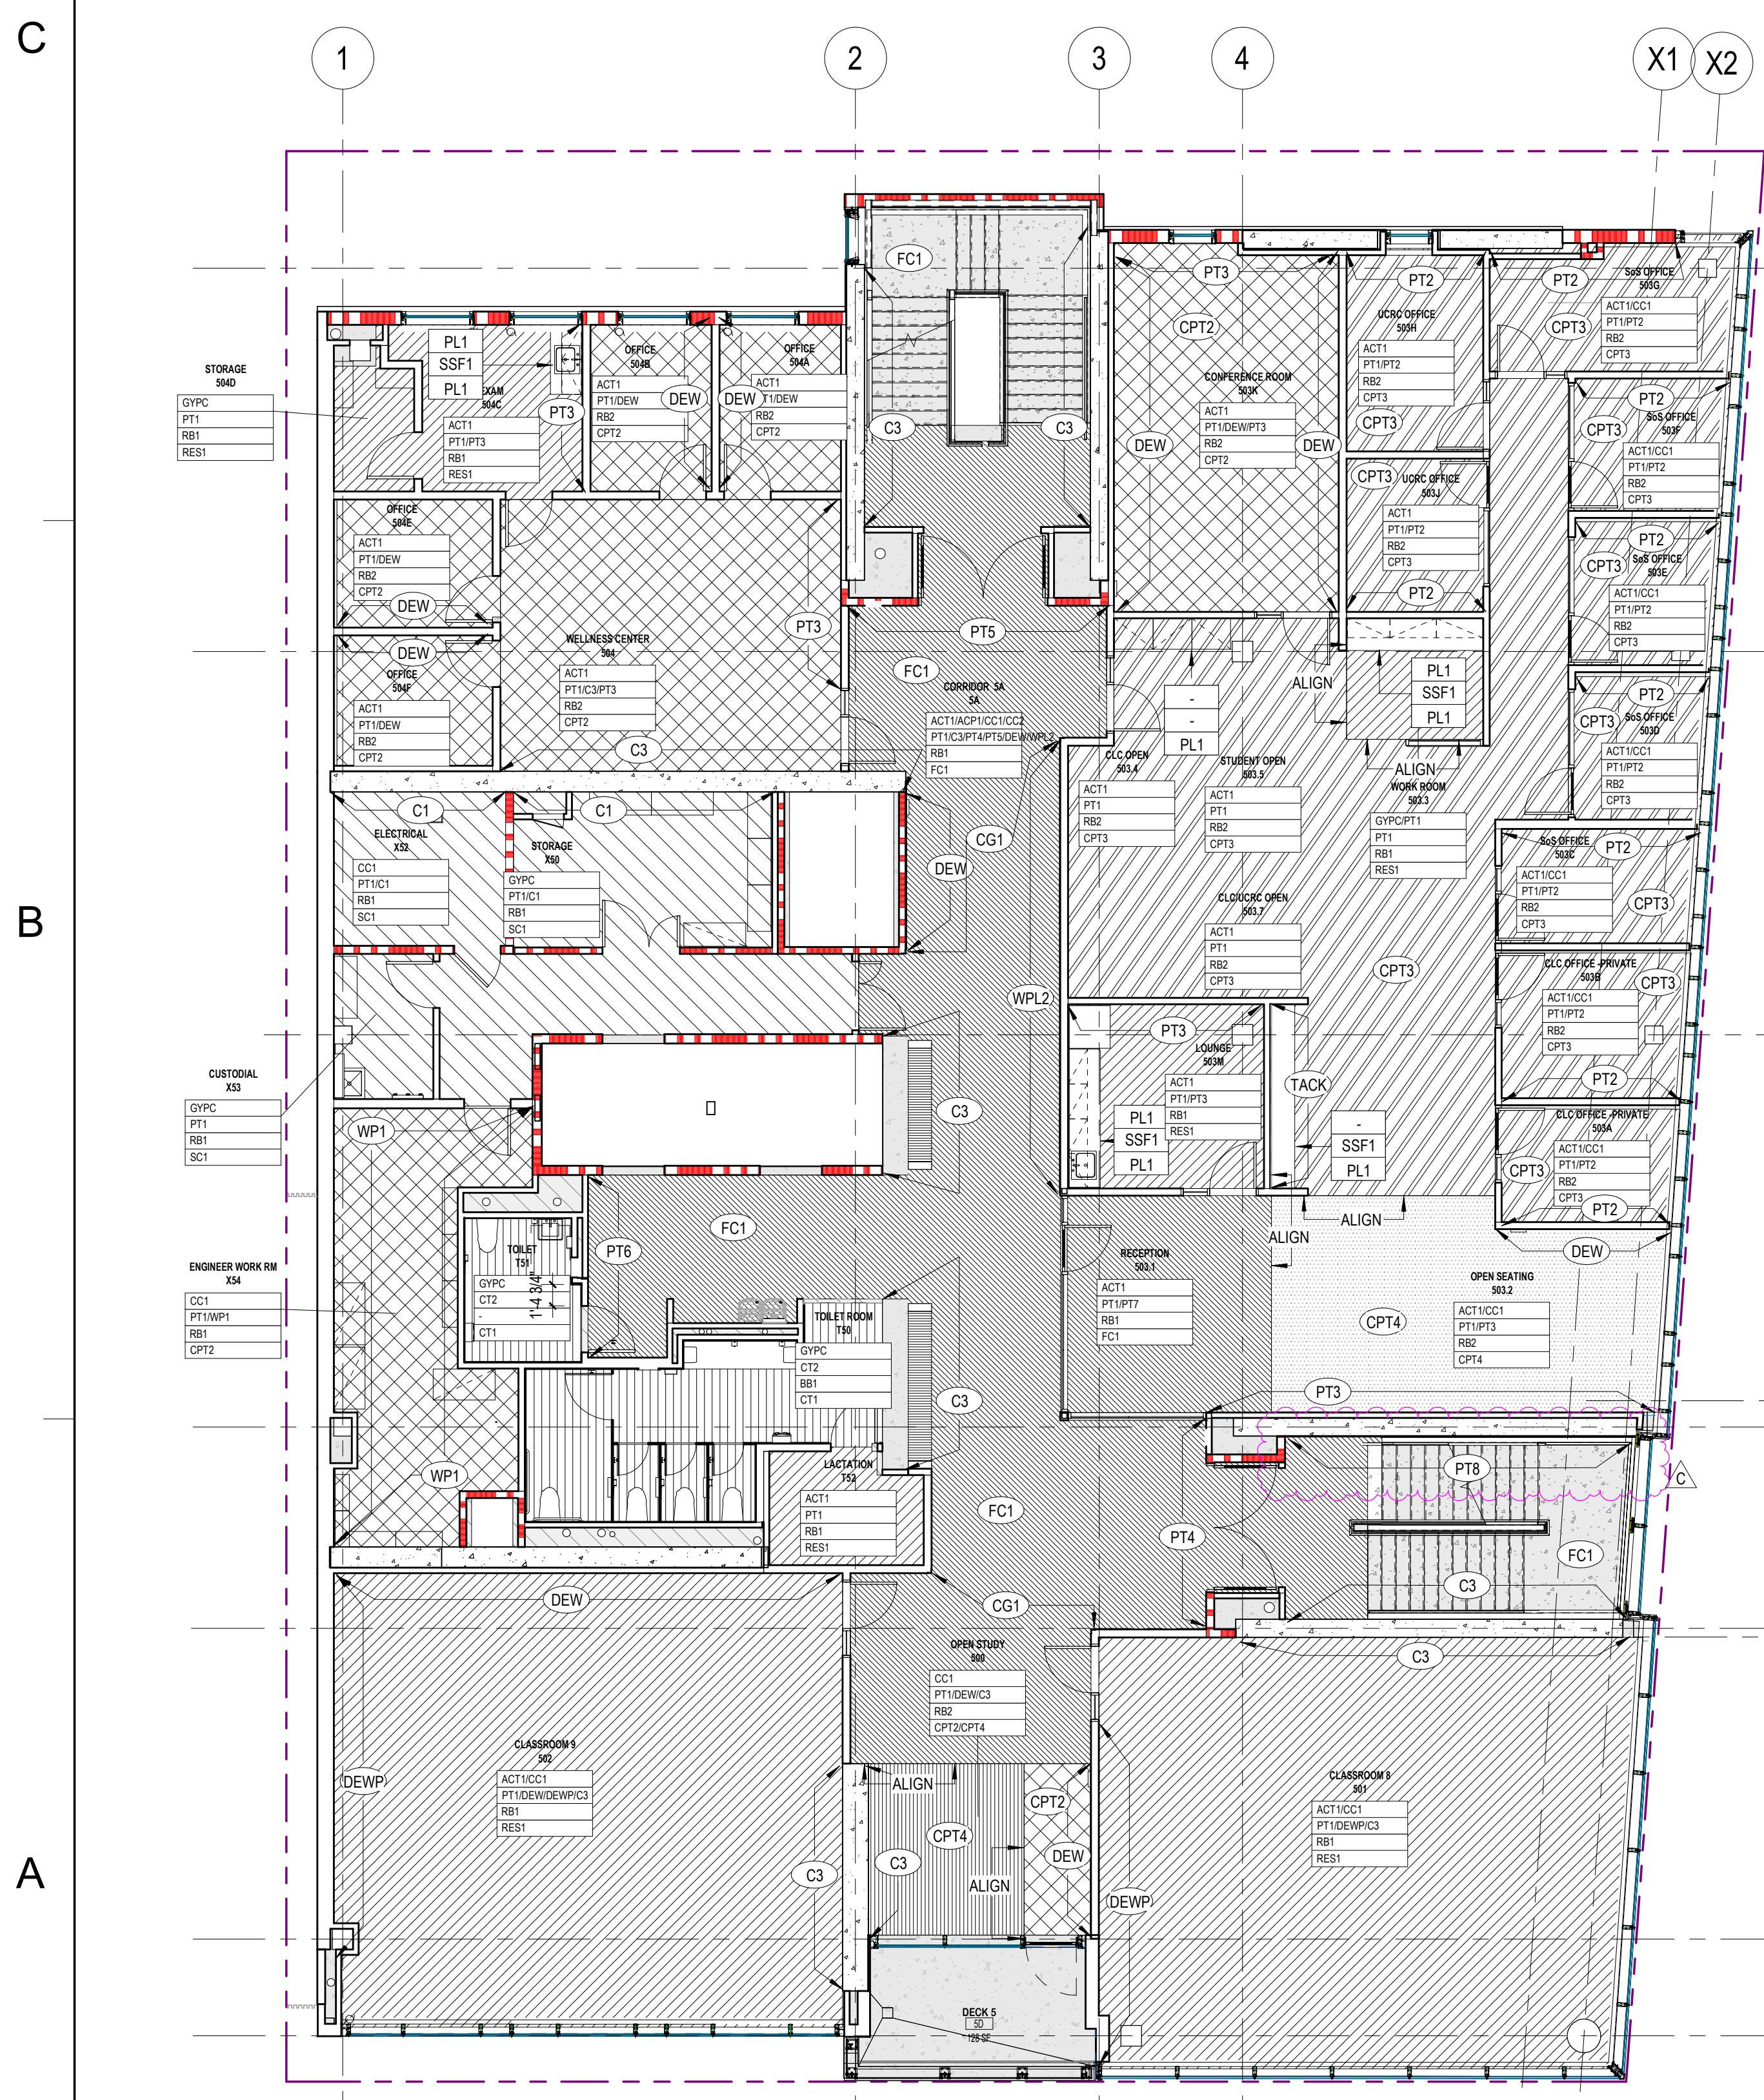 C
1
2
3
4
X1
X2
FC1
PT3
PT2
PT2
SoS OFFICE
503G
ACT1/CC1
PT1/PT2
RB2
CPT3
CPT3
CPT2
UCRC OFFICE
503H
ACT1
PT1/PT2
RB2
CPT3
CPT3
STORAGE
504D
GYPC
PT1
RB1
RES1
PL1
SSF1
PL1
EXAM
504C
ACT1
PT1/PT3
RB1
RES1
PT3
OFFICE
504B
ACT1
PT1/DEW
RB2
CPT2
DEW
DEW
OFFICE
504A
ACT1
PT1/DEW
RB2
CPT2
C3
C3
CONFERENCE ROOM
503K
ACT1
PT1/DEW/PT3
RB2
CPT2
DEW
DEW
PT2
CPT3
SoS OFFICE
503F
ACT1/CC1
PT1/PT2
RB2
CPT3
CPT3
UCRC OFFICE
503J
ACT1
PT1/PT2
RB2
CPT3
PT2
OFFICE
504E
ACT1
PT1/DEW
RB2
CPT2
DEW
PT2
CPT3
SoS OFFICE
503E
ACT1/CC1
PT1/PT2
RB2
CPT3
DEW
OFFICE
504F
ACT1
PT1/DEW
RB2
CPT2
WELLNESS CENTER
504
ACT1
PT1/C3/PT3
RB2
CPT2
PT3
C3
PT5
FC1
CORRIDOR 5A
5A
ACT1/ACP1/CC1/CC2
PT1/C3/PT4/PT5/DEW/WPL2
RB1
FC1
ALIGN
PL1
SSF1
PL1
-
-
PL1
PT2
CPT3
SoS OFFICE
503D
ACT1/CC1
PT1/PT2
RB2
CPT3
CLC OPEN
503.4
ACT1
PT1
RB2
CPT3
STUDENT OPEN
503.5
ACT1
PT1
RB2
CPT3
ALIGN
WORK ROOM
503.3
GYPC/PT1
PT1
RB1
RES1
C1
C1
ELECTRICAL
X52
CC1
PT1/C1
RB1
SC1
STORAGE
X50
GYPC
PT1/C1
RB1
SC1
CG1
DEW
B
SoS OFFICE
503C
PT2
ACT1/CC1
PT1/PT2
RB2
CPT3
CPT3
CLC/UCRC OPEN
503.7
ACT1
PT1
RB2
CPT3
CPT3
CLC OFFICE -PRIVATE
503B
ACT1/CC1
PT1/PT2
RB2
CPT3
CPT3
PT2
WPL2
PT3
LOUNGE
503M
ACT1
PT1/PT3
RB1
RES1
PL1
SSF1
PL1
TACK
-
SSF1
PL1
CLC OFFICE -PRIVATE
503A
ACT1/CC1
PT1/PT2
RB2
CPT3
CPT3
PT2
CUSTODIAL
X53
GYPC
PT1
RB1
SC1
WP1
C3
FC1
PT6
ALIGN
ALIGN
DEW
ENGINEER WORK RM
X54
CC1
PT1/WP1
RB1
CPT2
TOILET
T51
GYPC
CT2
-
CT1
1'-4 3/4"
RECEPTION
503.1
ACT1
PT1/PT7
RB1
FC1
OPEN SEATING
503.2
ACT1/CC1
PT1/PT3
RB2
CPT4
CPT4
TOILET ROOM
T50
GYPC
CT2
BB1
CT1
C3
PT3
WP1
LACTATION
T52
ACT1
PT1
RB1
RES1
FC1
PT4
PT8
C
FC1
C3
DEW
CG1
OPEN STUDY
500
CC1
PT1/DEW/C3
RB2
CPT2/CPT4
C3
CLASSROOM 9
502
ACT1/CC1
PT1/DEW/DEWP/C3
RB1
RES1
DEWP
ALIGN
CPT2
CPT4
C3
C3
DEW
ALIGN
CLASSROOM 8
501
ACT1/CC1
PT1/DEWP/C3
RB1
RES1
DEWP
A
DECK 5
5D
128 SF